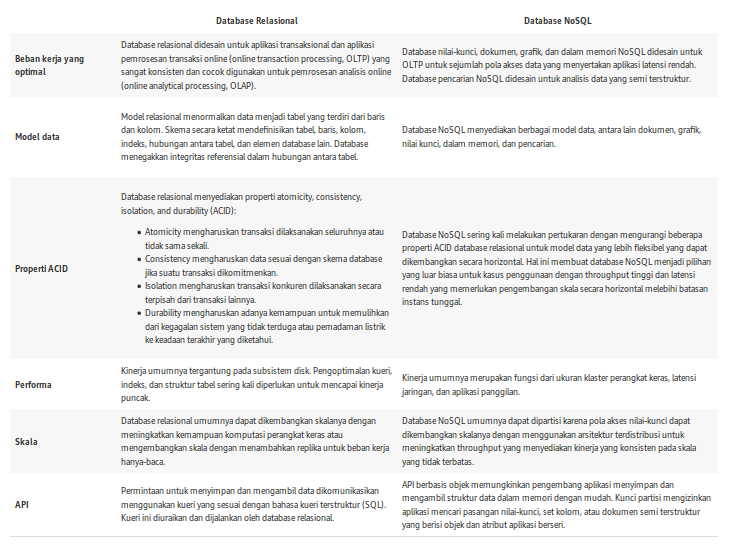 Database Relasional
Database NoSQL
Beban kerja yang
optimal
Database relasional didesain untuk aplikasi transaksional dan aplikasi
pemrosesan transaksi online (online transaction processing, OLTP) yang
sangat konsisten dan cocok digunakan untuk pemrosesan analisis online
(online analytical processing, OLAP).
Database nilai-kunci, dokumen, grafik, dan dalam memori NoSQL didesain untuk
OLTP untuk sejumlah pola akses data yang menyertakan aplikasi latensi rendah.
Database pencarian NoSQL didesain untuk analisis data yang semi terstruktur.
Model data
Model relasional menormalkan data menjadi tabel yang terdiri dari baris
dan kolom. Skema secara ketat mendefinisikan tabel, baris, kolom,
indeks, hubungan antara tabel, dan elemen database lain. Database
menegakkan integritas referensial dalam hubungan antara tabel.
Database NoSQL menyediakan berbagai model data, antara lain dokumen, grafik,
nilai kunci, dalam memori, dan pencarian.
Properti ACID
Database relasional menyediakan properti atomicity, consistency,
isolation, and durability (ACID):
• Atomicity mengharuskan transaksi dilaksanakan seluruhnya atau
tidak sama sekali.
• Consistency mengharuskan data sesuai dengan skema database
jika suatu transaksi dikomitmenkan.
• Isolation mengharuskan transaksi konkuren dilaksanakan secara
terpisah dari transaksi lainnya.
• Durability mengharuskan adanya kemampuan untuk memulihkan
dari kegagalan sistem yang tidak terduga atau pemadaman listrik
ke keadaan terakhir yang diketahui.
Database NoSQL sering kali melakukan pertukaran dengan mengurangi beberapa
properti ACID database relasional untuk model data yang lebih fleksibel yang dapat
dikembangkan secara horizontal. Hal ini membuat database NoSQL menjadi pilihan
yang luar biasa untuk kasus penggunaan dengan throughput tinggi dan latensi
rendah yang memerlukan pengembangan skala secara horizontal melebihi batasan
instans tunggal.
Performa
Kinerja umumnya tergantung pada subsistem disk. Pengoptimalan kueri,
indeks, dan struktur tabel sering kali diperlukan untuk mencapai kinerja
puncak.
Kinerja umumnya merupakan fungsi dari ukuran klaster perangkat keras, latensi
jaringan, dan aplikasi panggilan.
Skala
Database relasional umumnya dapat dikembangkan skalanya dengan
meningkatkan kemampuan komputasi perangkat keras atau
mengembangkan skala dengan menambahkan replika untuk beban kerja
hanya-baca.
Database NoSQL umumnya dapat dipartisi karena pola akses nilai-kunci dapat
dikembangkan skalanya dengan menggunakan arsitektur terdistribusi untuk
meningkatkan throughput yang menyediakan kinerja yang konsisten pada skala
yang tidak terbatas.
API
Permintaan untuk menyimpan dan mengambil data dikomunikasikan
menggunakan kueri yang sesuai dengan bahasa kueri terstruktur (SQL).
Kueri ini diuraikan dan dijalankan oleh database relasional.
API berbasis objek memungkinkan pengembang aplikasi menyimpan dan
mengambil struktur data dalam memori dengan mudah. Kunci partisi mengizinkan
aplikasi mencari pasangan nilai-kunci, set kolom, atau dokumen semi terstruktur
yang berisi objek dan atribut aplikasi berseri.